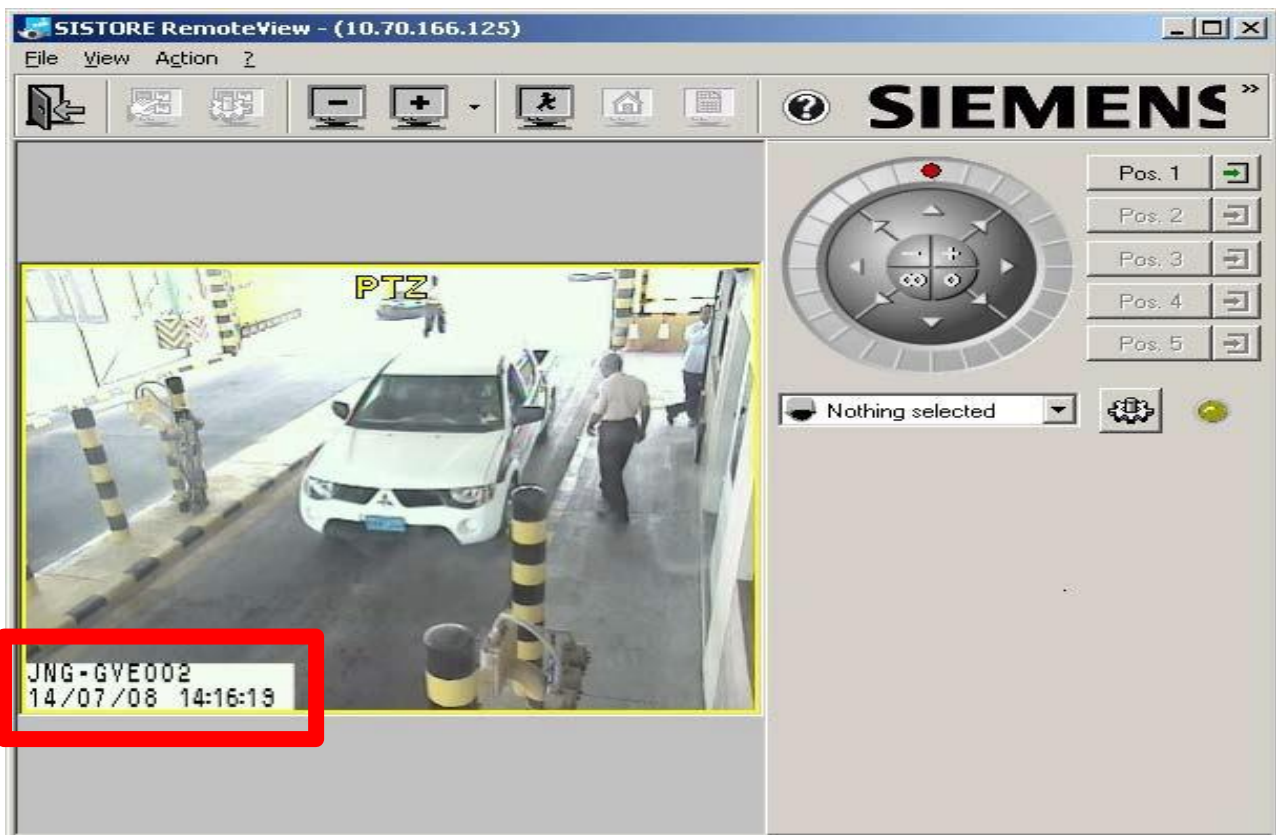 SISTORE RemoteView - (10.70.166.125)
File View Action ?
SIEMENS »
PTZ
JNG-GVE002
14/07/08 14:16:19
Pos. 1
Pos. 2
Pos. 3
Pos. 4
Pos. 5
Nothing selected